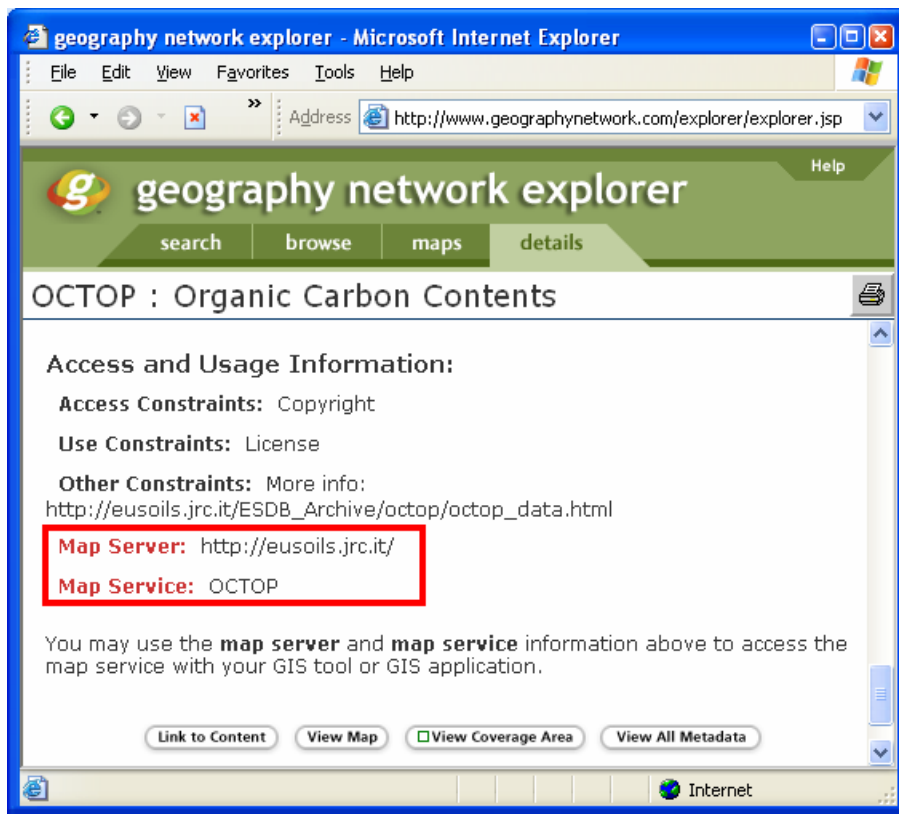 geography network explorer - Microsoft Internet Explorer
File Edit View Favorites Tools Help
» Address http://www.geographynetwork.com/explorer/explorer.jsp
Help
g geography network explorer
search browse maps details
OCTOP : Organic Carbon Contents
Access and Usage Information:
Access Constraints: Copyright
Use Constraints: License
Other Constraints: More info:
http://eusoils.jrc.it/ESDB_Archive/octop/octop_data.html
Map Server: http://eusoils.jrc.it/
Map Service: OCTOP
You may use the map server and map service information above to access the
map service with your GIS tool or GIS application.
Link to Content View Map View Coverage Area View All Metadata
Internet